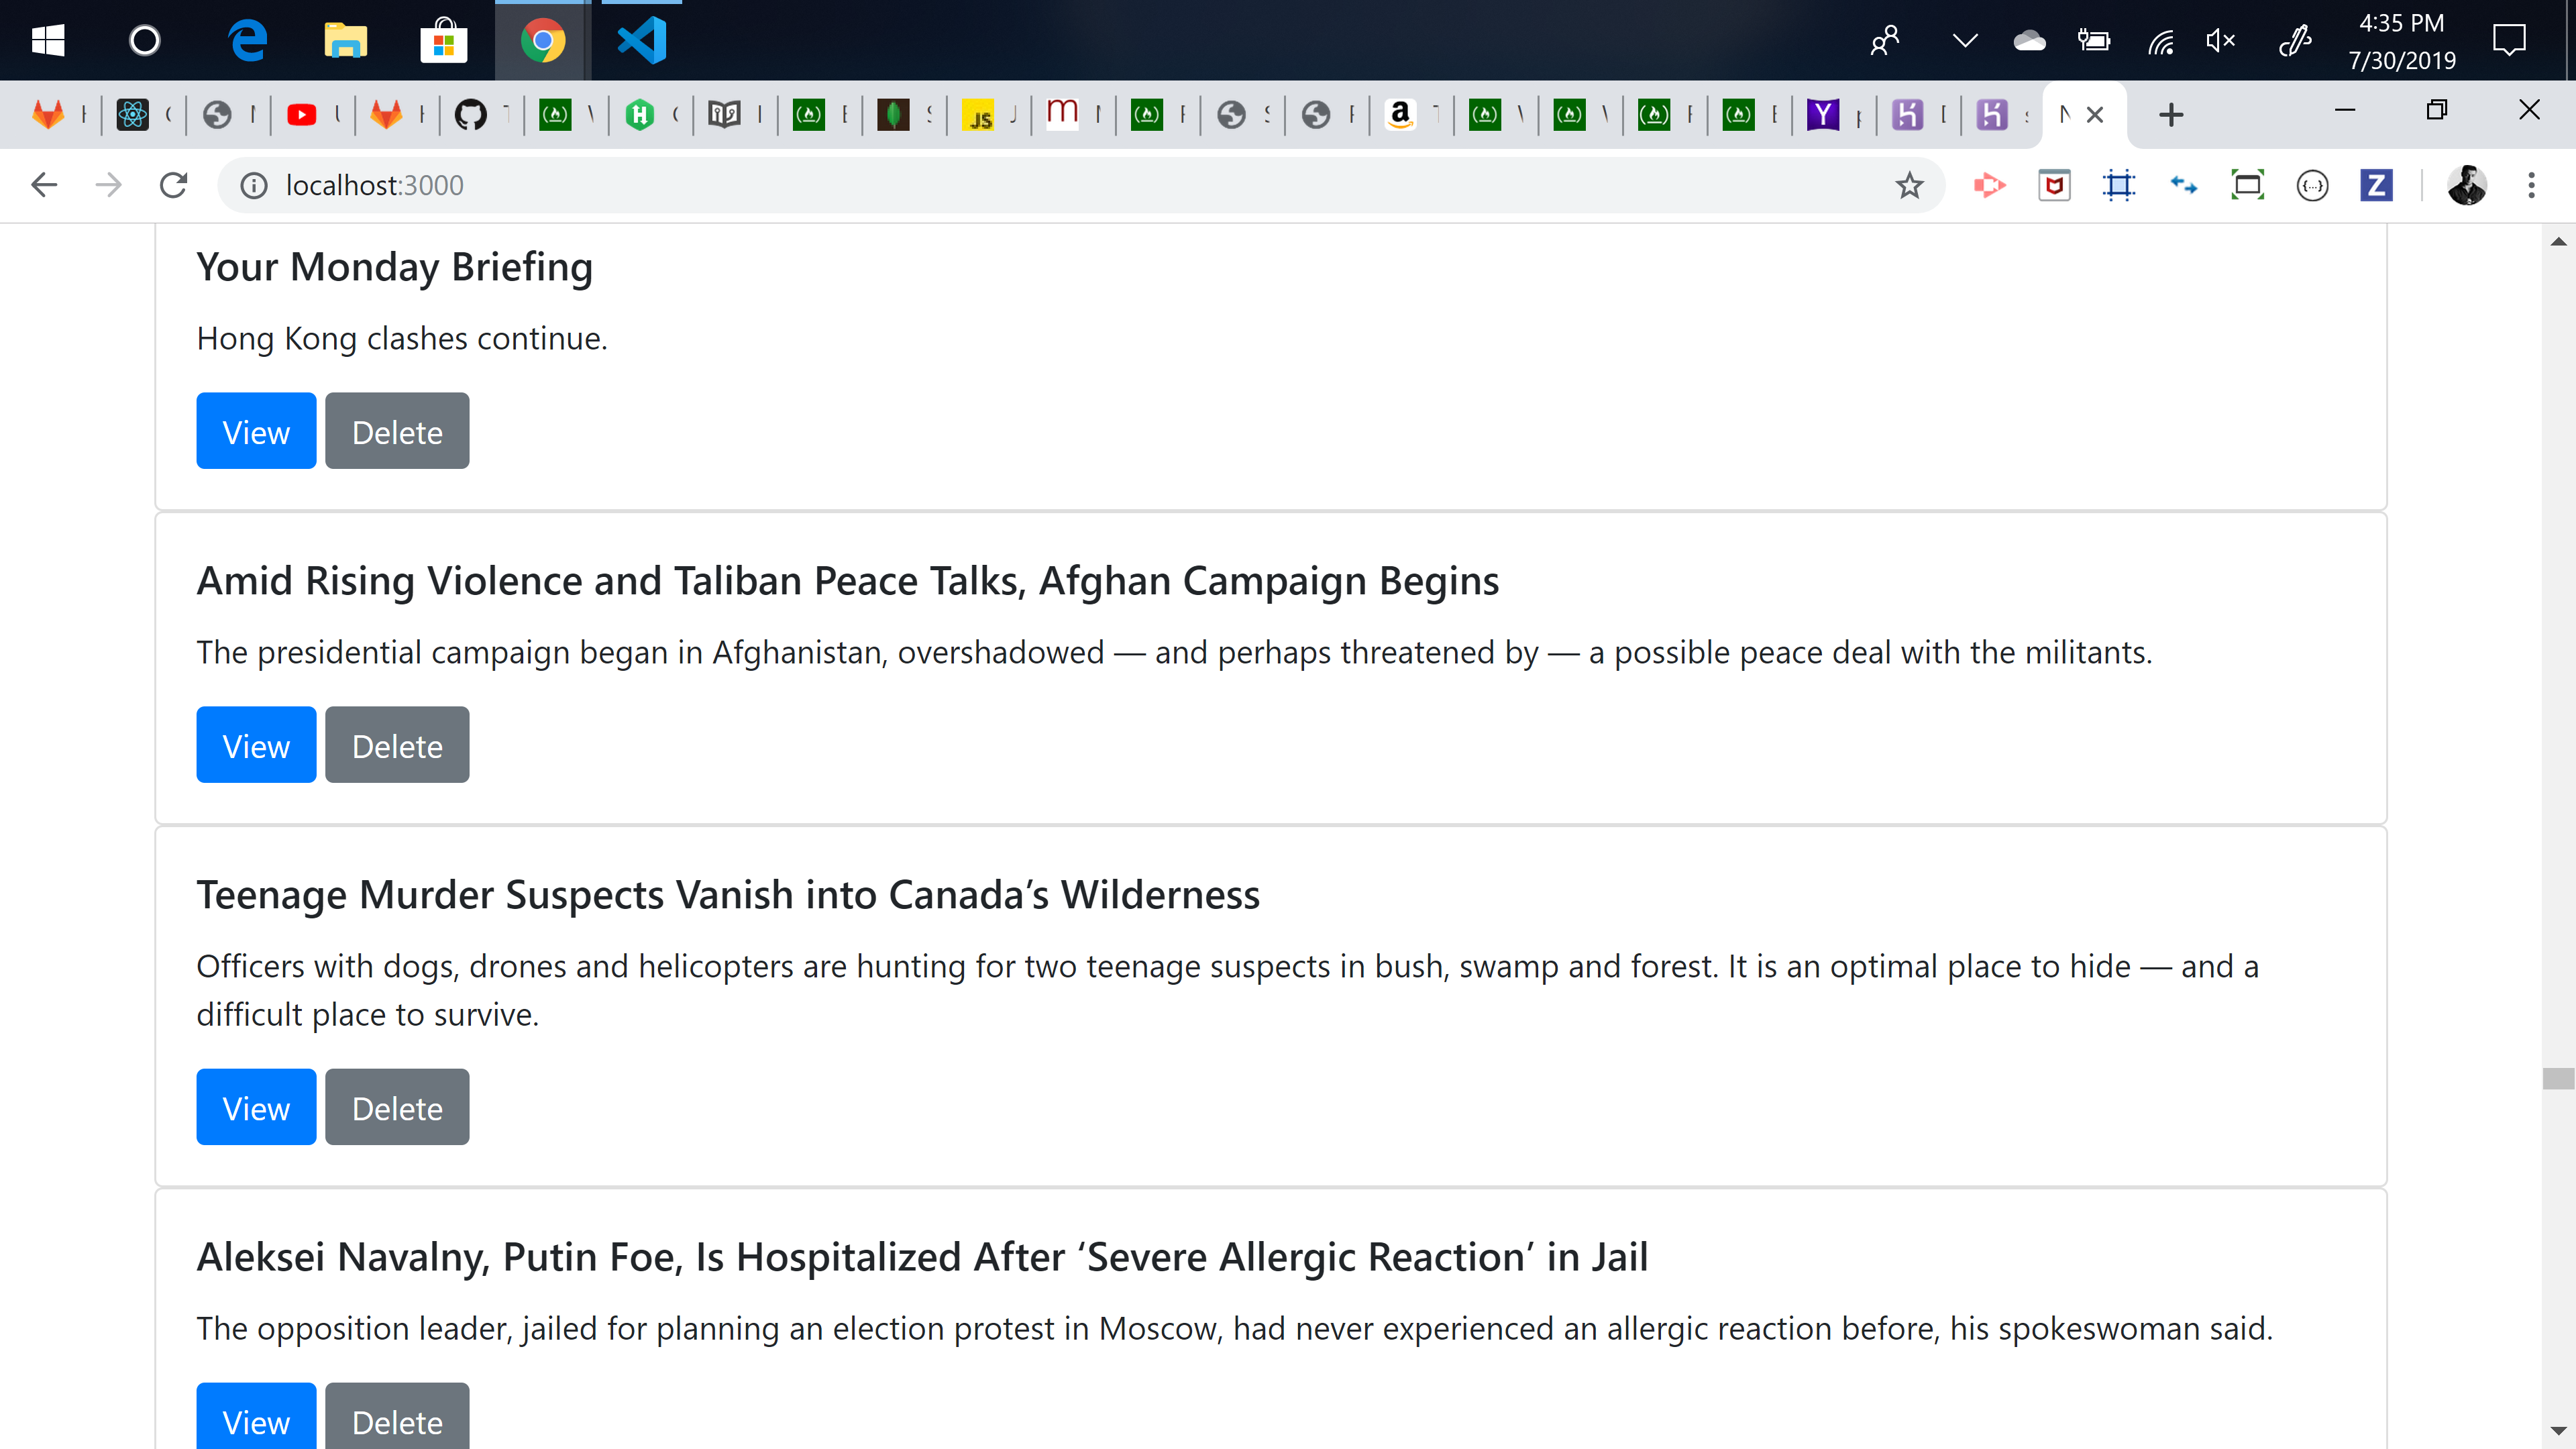 4:35 PM
7/30/2019
JS
localhost:3000
Your Monday Briefing
Hong Kong clashes continue.
View Delete
Amid Rising Violence and Taliban Peace Talks, Afghan Campaign Begins
The presidential campaign began in Afghanistan, overshadowed — and perhaps threatened by — a possible peace deal with the militants.
View Delete
Teenage Murder Suspects Vanish into Canada’s Wilderness
Officers with dogs, drones and helicopters are hunting for two teenage suspects in bush, swamp and forest. It is an optimal place to hide — and a
difficult place to survive.
View Delete
Aleksei Navalny, Putin Foe, Is Hospitalized After ‘Severe Allergic Reaction’ in Jail
The opposition leader, jailed for planning an election protest in Moscow, had never experienced an allergic reaction before, his spokeswoman said.
View Delete